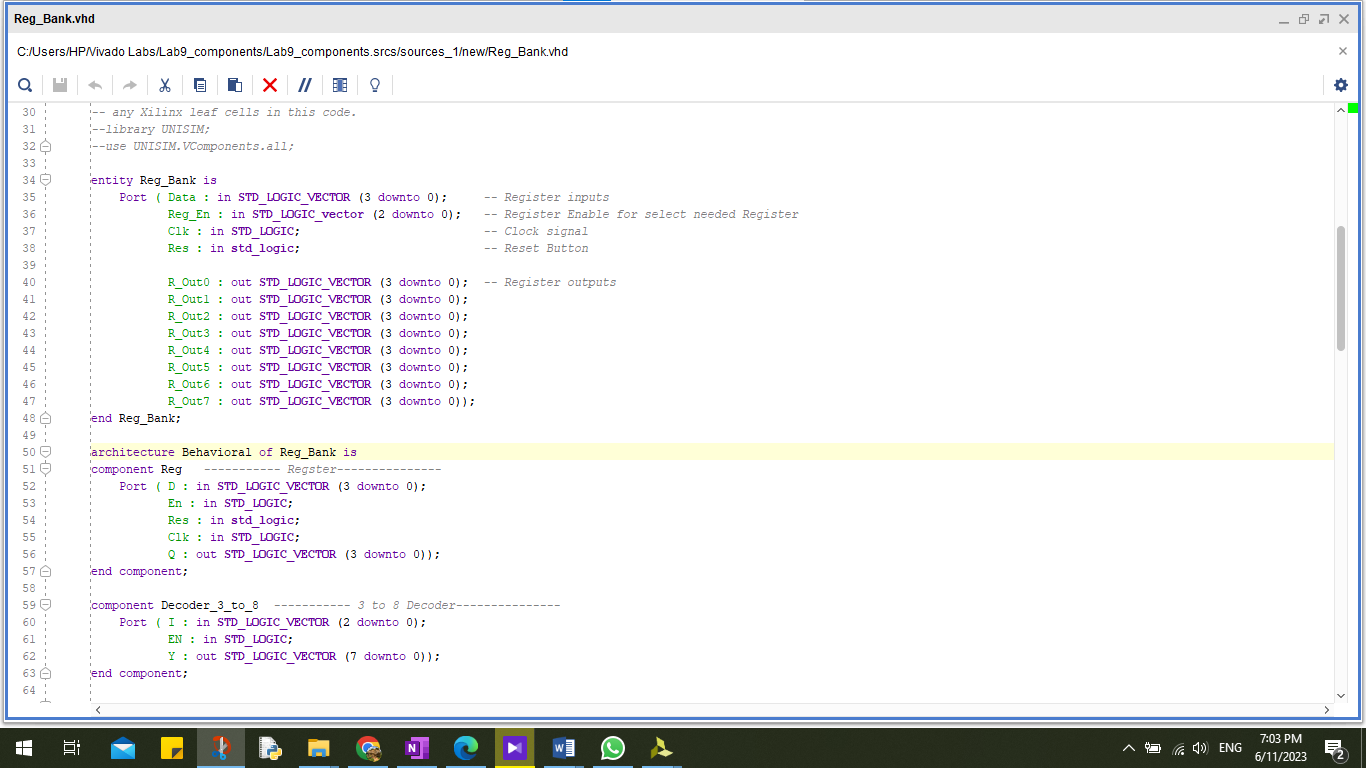 Reg_Bank.vhd
C:/Users/HP/Vivado Labs/Lab9_components/Lab9_components.srcs/sources_1/new/Reg_Bank.vhd
30 -- any Xilinx leaf cells in this code.
31 --library UNISIM;
32 --use UNISIM.VComponents.all;
33
34 entity Reg_Bank is
35 Port ( Data : in STD_LOGIC_VECTOR (3 downto 0); -- Register inputs
36 Reg_En : in STD_LOGIC_vector (2 downto 0); -- Register Enable for select needed Register
37 Clk : in STD_LOGIC; -- Clock signal
38 Res : in std_logic; -- Reset Button
39
40 R_Out0 : out STD_LOGIC_VECTOR (3 downto 0); -- Register outputs
41 R_Out1 : out STD_LOGIC_VECTOR (3 downto 0);
42 R_Out2 : out STD_LOGIC_VECTOR (3 downto 0);
43 R_Out3 : out STD_LOGIC_VECTOR (3 downto 0);
44 R_Out4 : out STD_LOGIC_VECTOR (3 downto 0);
45 R_Out5 : out STD_LOGIC_VECTOR (3 downto 0);
46 R_Out6 : out STD_LOGIC_VECTOR (3 downto 0);
47 R_Out7 : out STD_LOGIC_VECTOR (3 downto 0));
48 end Reg_Bank;
49
50 architecture Behavioral of Reg_Bank is
51 component Reg ----------- Regster---------------
52 Port ( D : in STD_LOGIC_VECTOR (3 downto 0);
53 En : in STD_LOGIC;
54 Res : in std_logic;
55 Clk : in STD_LOGIC;
56 Q : out STD_LOGIC_VECTOR (3 downto 0));
57 end component;
58
59 component Decoder_3_to_8 ----------- 3 to 8 Decoder---------------
60 Port ( I : in STD_LOGIC_VECTOR (2 downto 0);
61 EN : in STD_LOGIC;
62 Y : out STD_LOGIC_VECTOR (7 downto 0));
63 end component;
64
ENG
7:03 PM
6/11/2023
2